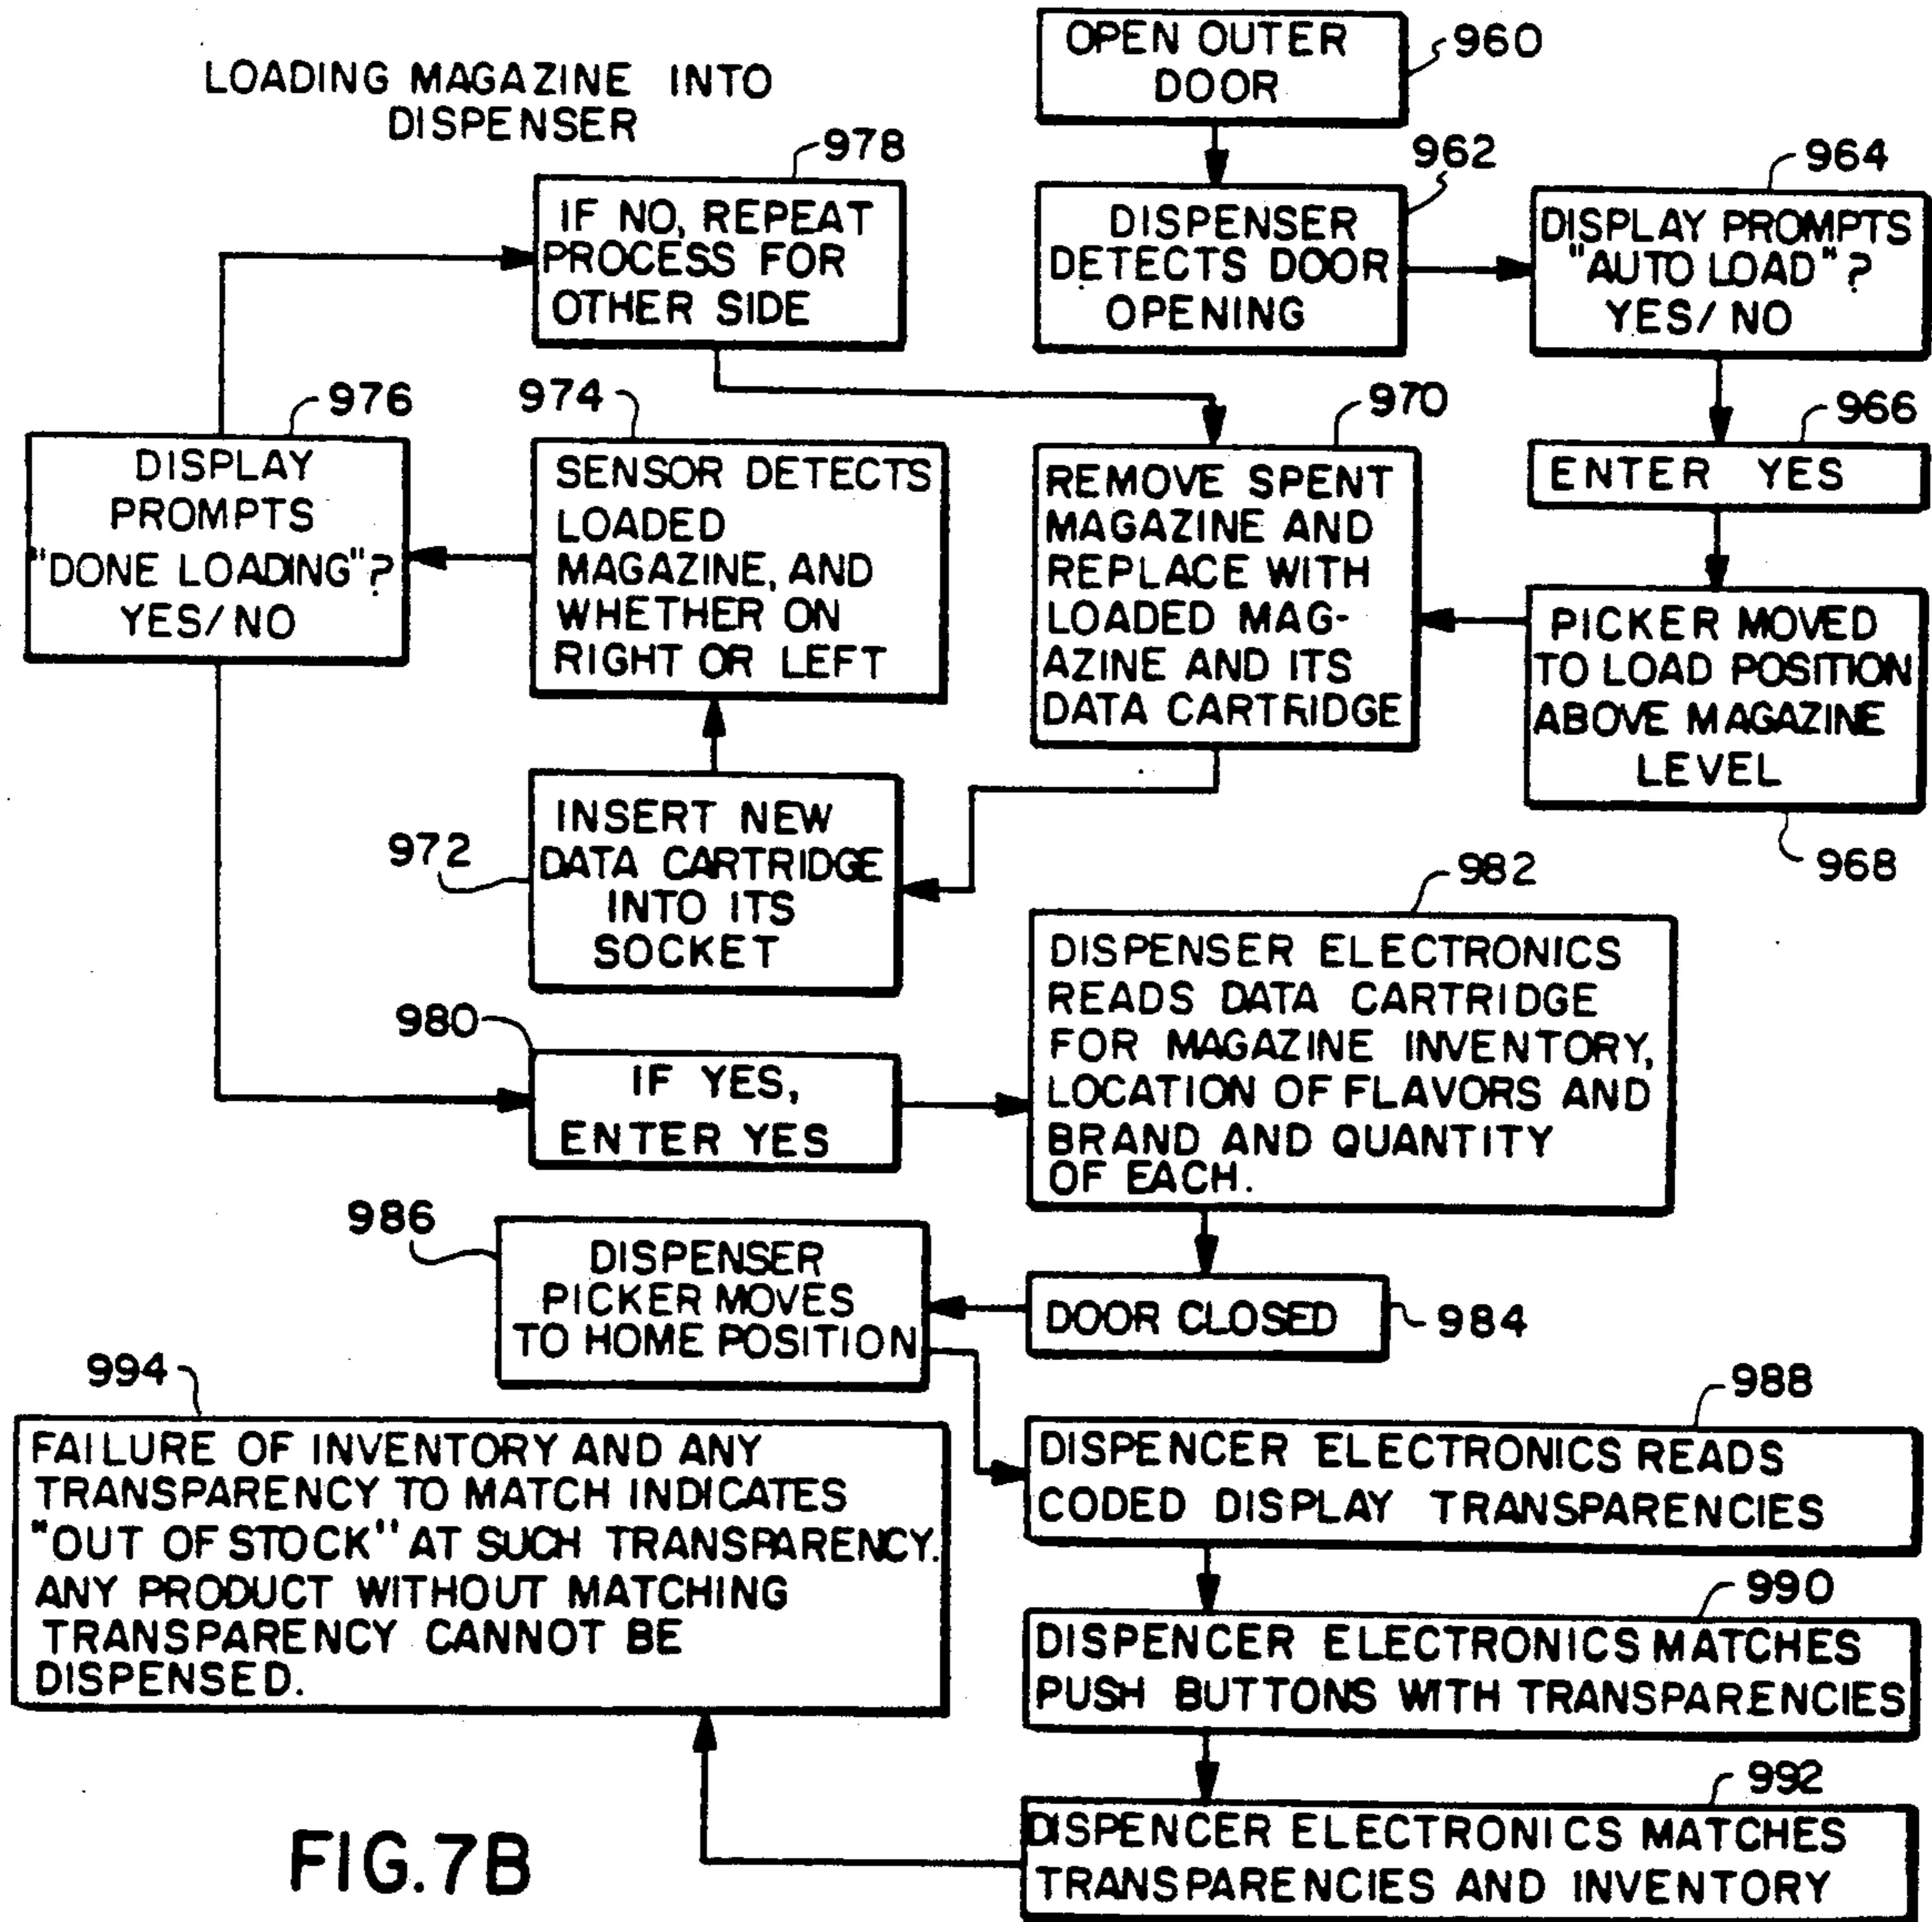 LOADING MAGAZINE INTO
DISPENSER
OPEN OUTER
DOOR
960
DISPENSER
DETECTS DOOR
OPENING
962
DISPLAY PROMPTS
"AUTO LOAD"?
YES/NO
964
ENTER YES
966
PICKER MOVED
TO LOAD POSITION
ABOVE MAGAZINE
LEVEL
968
REMOVE SPENT
MAGAZINE AND
REPLACE WITH
LOADED MAG-
AZINE AND ITS
DATA CARTRIDGE
970
INSERT NEW
DATA CARTRIDGE
INTO ITS
SOCKET
972
SENSOR DETECTS
LOADED
MAGAZINE, AND
WHETHER ON
RIGHT OR LEFT
974
DISPLAY
PROMPTS
"DONE LOADING"?
YES/NO
976
IF NO, REPEAT
PROCESS FOR
OTHER SIDE
978
IF YES,
ENTER YES
980
DISPENSER ELECTRONICS
READS DATA CARTRIDGE
FOR MAGAZINE INVENTORY,
LOCATION OF FLAVORS AND
BRAND AND QUANTITY
OF EACH.
982
DOOR CLOSED
984
DISPENSER
PICKER MOVES
TO HOME POSITION
986
DISPENCER ELECTRONICS READS
CODED DISPLAY TRANSPARENCIES
988
DISPENCER ELECTRONICS MATCHES
PUSH BUTTONS WITH TRANSPARENCIES
990
DISPENCER ELECTRONICS MATCHES
TRANSPARENCIES AND INVENTORY
992
FAILURE OF INVENTORY AND ANY
TRANSPARENCY TO MATCH INDICATES
"OUT OF STOCK" AT SUCH TRANSPARENCY.
ANY PRODUCT WITHOUT MATCHING
TRANSPARENCY CANNOT BE
DISPENSED.
994
FIG.7B